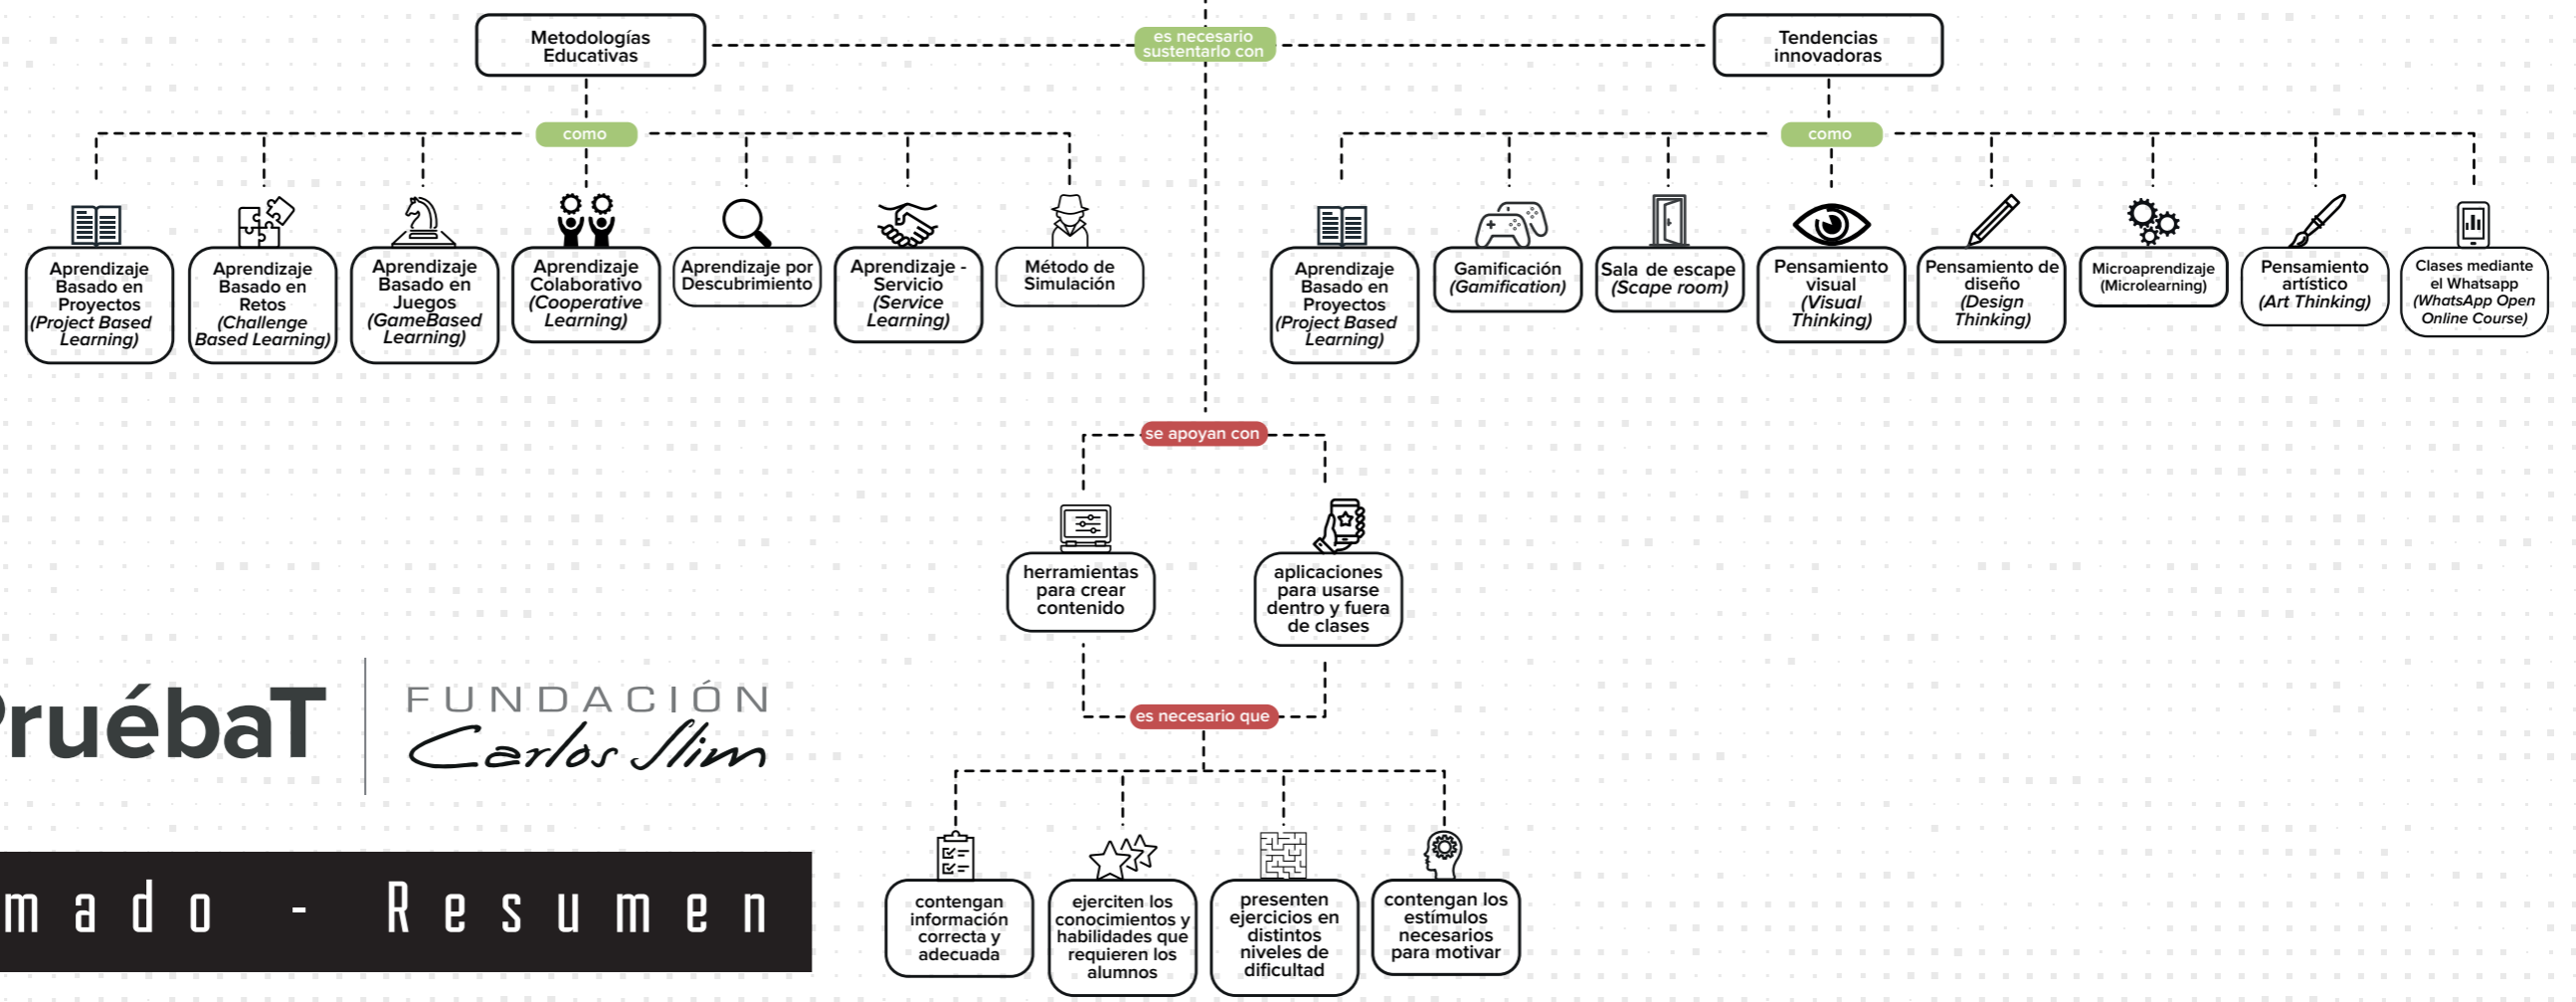 es necesario
sustentarlo con
Metodologías
Educativas
Tendencias
innovadoras
como
como
Aprendizaje
Basado en
Proyectos
(Project Based
Learning)
Aprendizaje
Basado en
Retos
(Challenge
Based Learning)
Aprendizaje
Basado en
Juegos
(GameBased
Learning)
Aprendizaje
Colaborativo
(Cooperative
Learning)
Aprendizaje por
Descubrimiento
Aprendizaje -
Servicio
(Service
Learning)
Método de
Simulación
Aprendizaje
Basado en
Proyectos
(Project Based
Learning)
Gamificación
(Gamification)
Sala de escape
(Scape room)
Pensamiento
visual
(Visual
Thinking)
Pensamiento de
diseño
(Design
Thinking)
Microaprendizaje
(Microlearning)
Pensamiento
artístico
(Art Thinking)
Clases mediante
el Whatsapp
(WhatsApp Open
Online Course)
se apoyan con
herramientas
para crear
contenido
aplicaciones
para usarse
dentro y fuera
de clases
es necesario que
PruébaT
FUNDACIÓN
Carlos Slim
mado - Resumen
contengan
información
correcta y
adecuada
ejerciten los
conocimientos y
habilidades que
requieren los
alumnos
presenten
ejercicios en
distintos
niveles de
dificultad
contengan los
estímulos
necesarios
para motivar